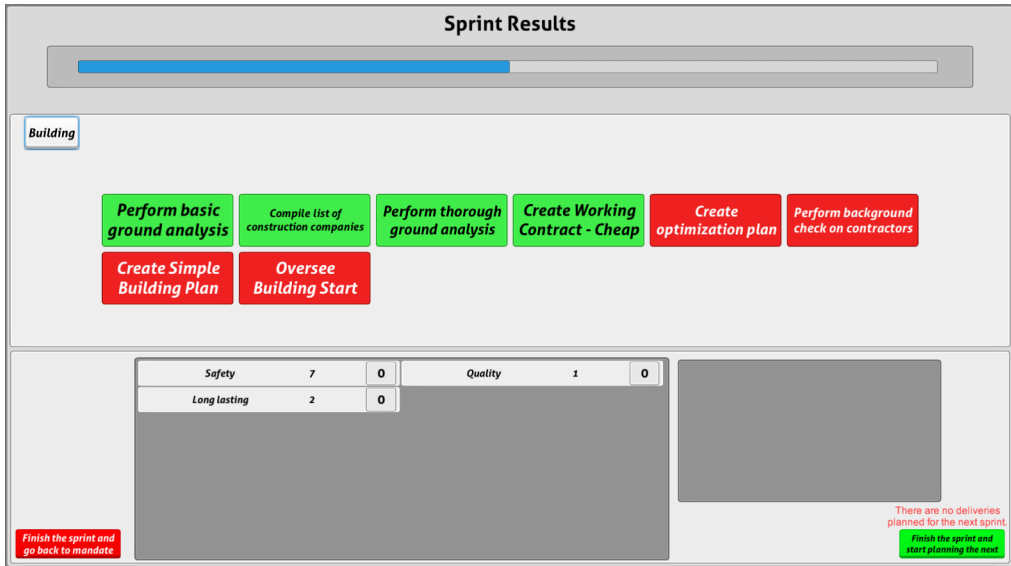 Sprint Results
Building
Perform basic
ground analysis
Compile list of
construction companies
Perform thorough
ground analysis
Create Working
Contract - Cheap
Create
optimization plan
Perform background
check on contractors
Create Simple
Building Plan
Oversee
Building Start
Safety 7 0
Quality 1 0
Long lasting 2 0
There are no deliveries
planned for the next sprint.
Finish the sprint and
go back to mandate
Finish the sprint and
start planning the next